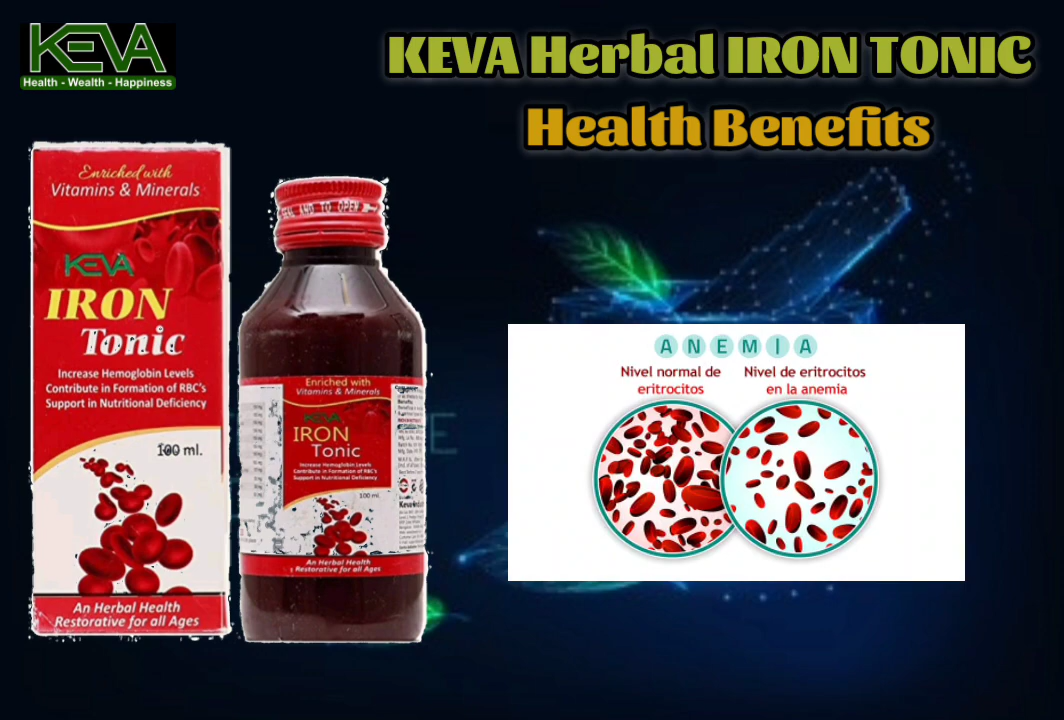 KEVA
Health - Wealth - Happiness
KEVA Herbal IRON TONIC
Health Benefits
Enriched with
Vitamins & Minerals
KEVA
IRON
Tonic
Increase Hemoglobin Levels
Contribute in Formation of RBC's
Support in Nutritional Deficiency
100 ml.
An Herbal Health
Restorative for all Ages
Enriched with
Vitamins & Minerals
KEVA
IRON
Tonic
Increase Hemoglobin Levels
Contribute in Formation of RBC's
Support in Nutritional Deficiency
100 ml.
An Herbal Health
Restorative for all Ages
ANEMIA
Nivel normal de
eritrocitos
Nivel de eritrocitos
en la anemia